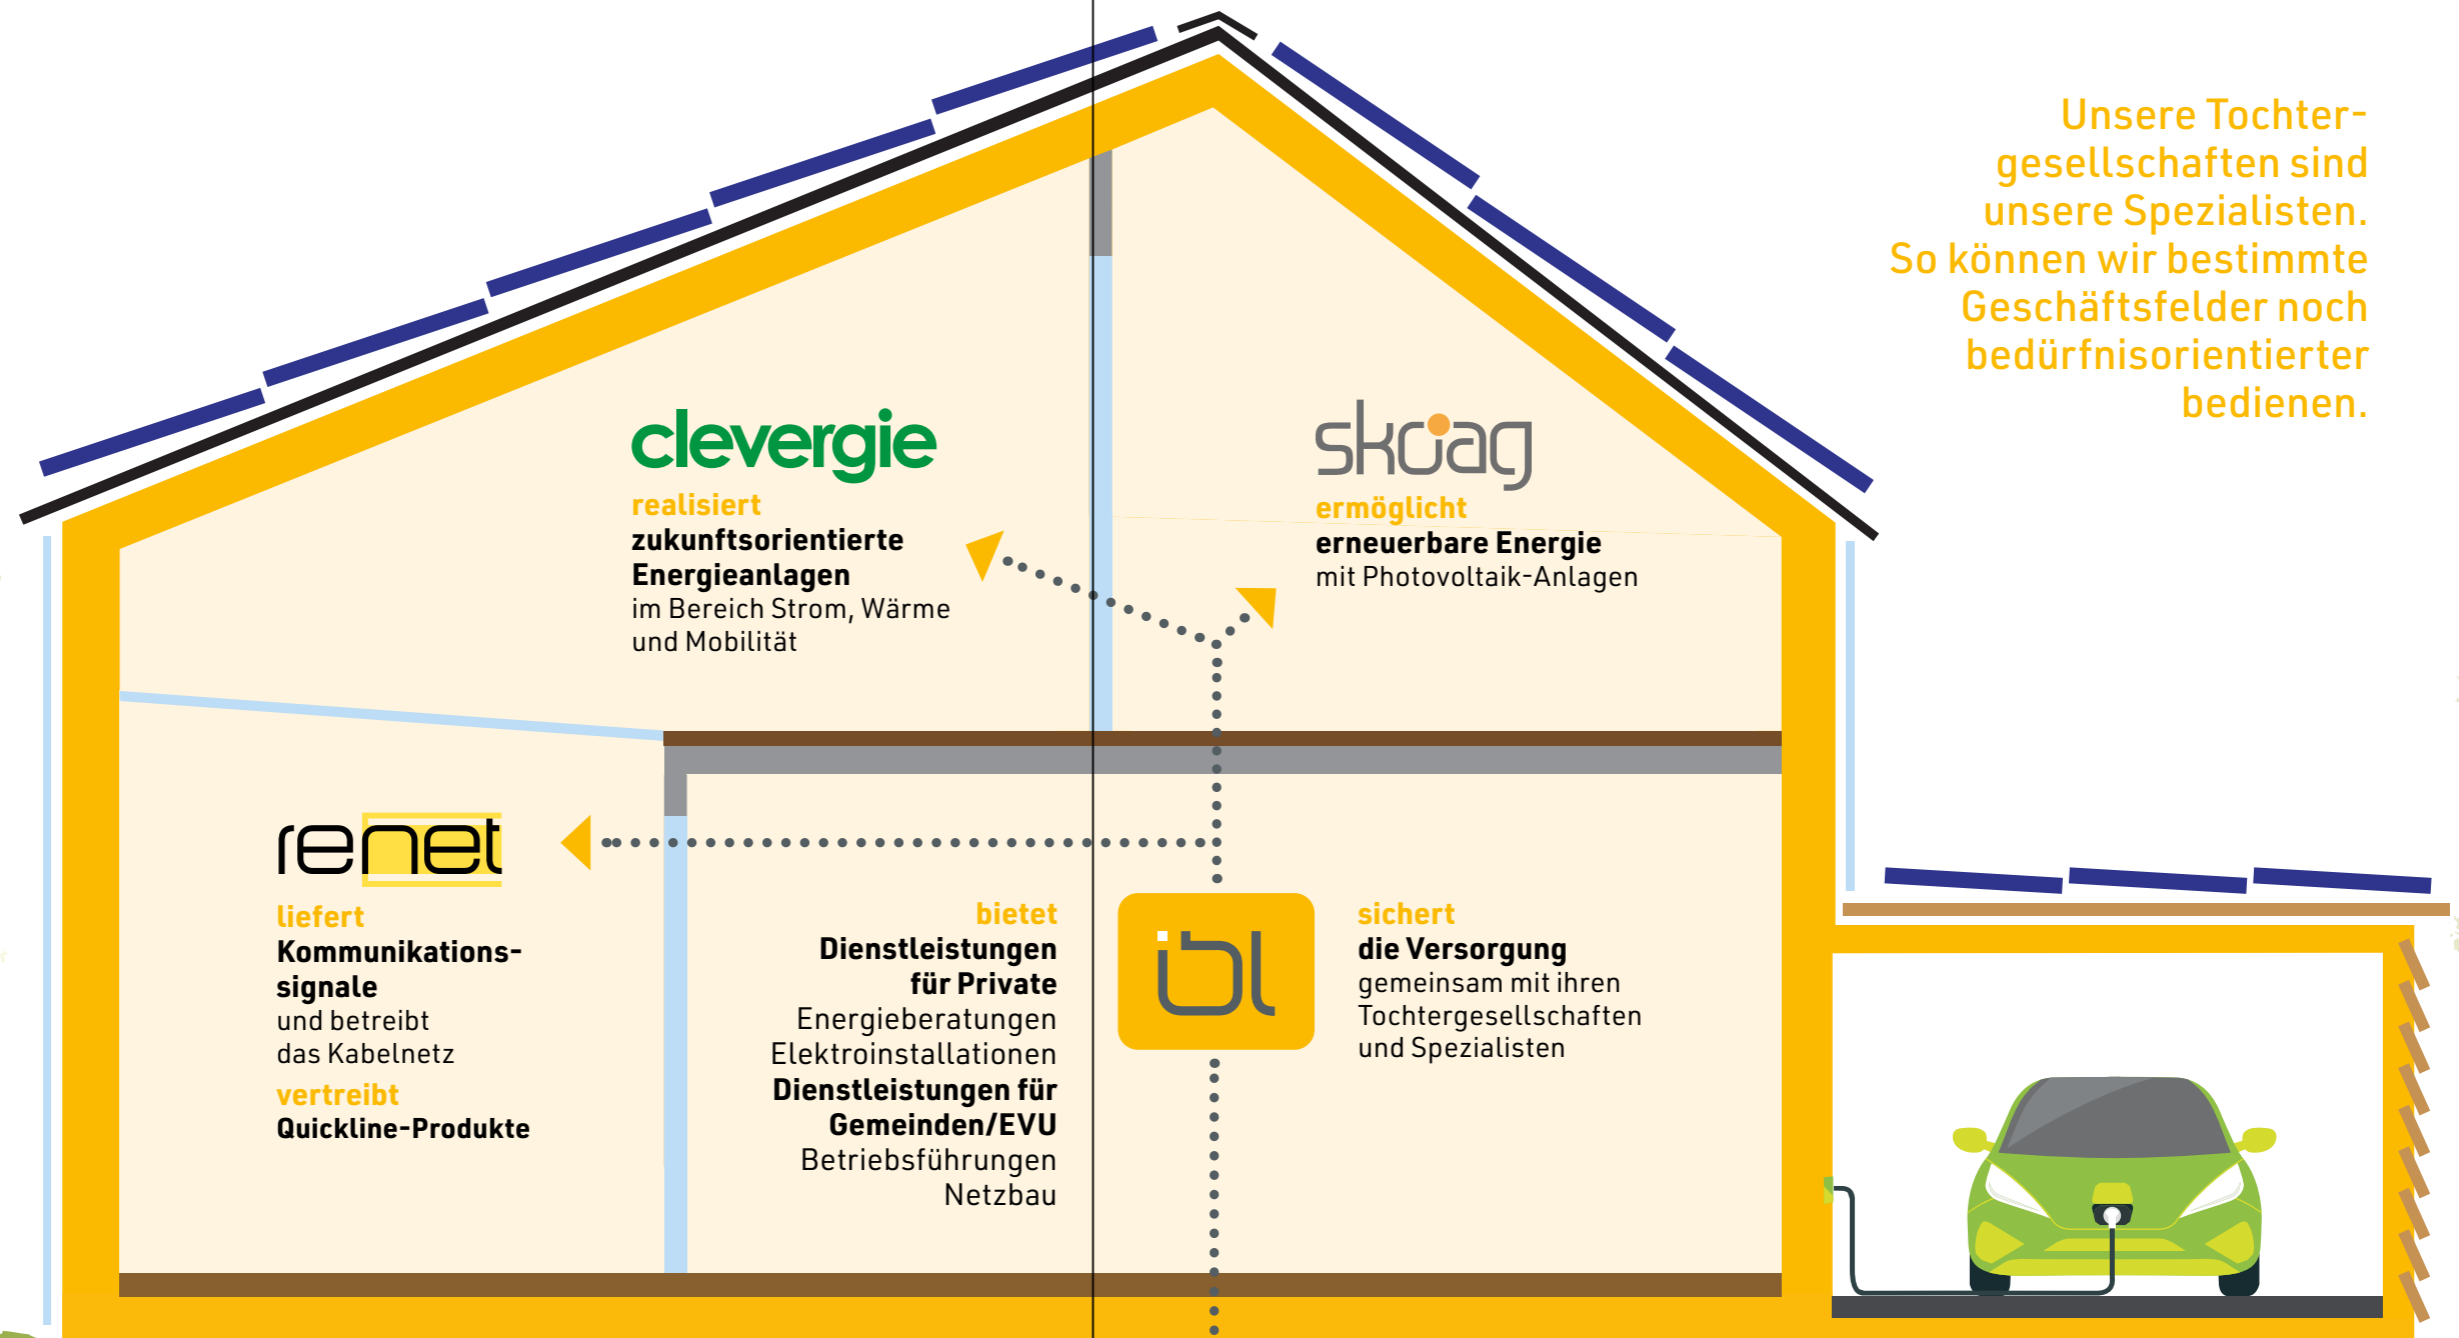 Unsere Tochter-
gesellschaften sind
unsere Spezialisten.
So können wir bestimmte
Geschäftsfelder noch
bedürfnisorientierter
bedienen.
clevergie
realisiert
zukunftsorientierte
Energieanlagen
im Bereich Strom, Wärme
und Mobilität
skoag
ermöglicht
erneuerbare Energie
mit Photovoltaik-Anlagen
renet
liefert
Kommunikations-
signale
und betreibt
das Kabelnetz
vertreibt
Quickline-Produkte
bietet
Dienstleistungen
für Private
Energieberatungen
Elektroinstallationen
Dienstleistungen für
Gemeinden/EVU
Betriebsführungen
Netzbau
ibl
sichert
die Versorgung
gemeinsam mit ihren
Tochtergesellschaften
und Spezialisten